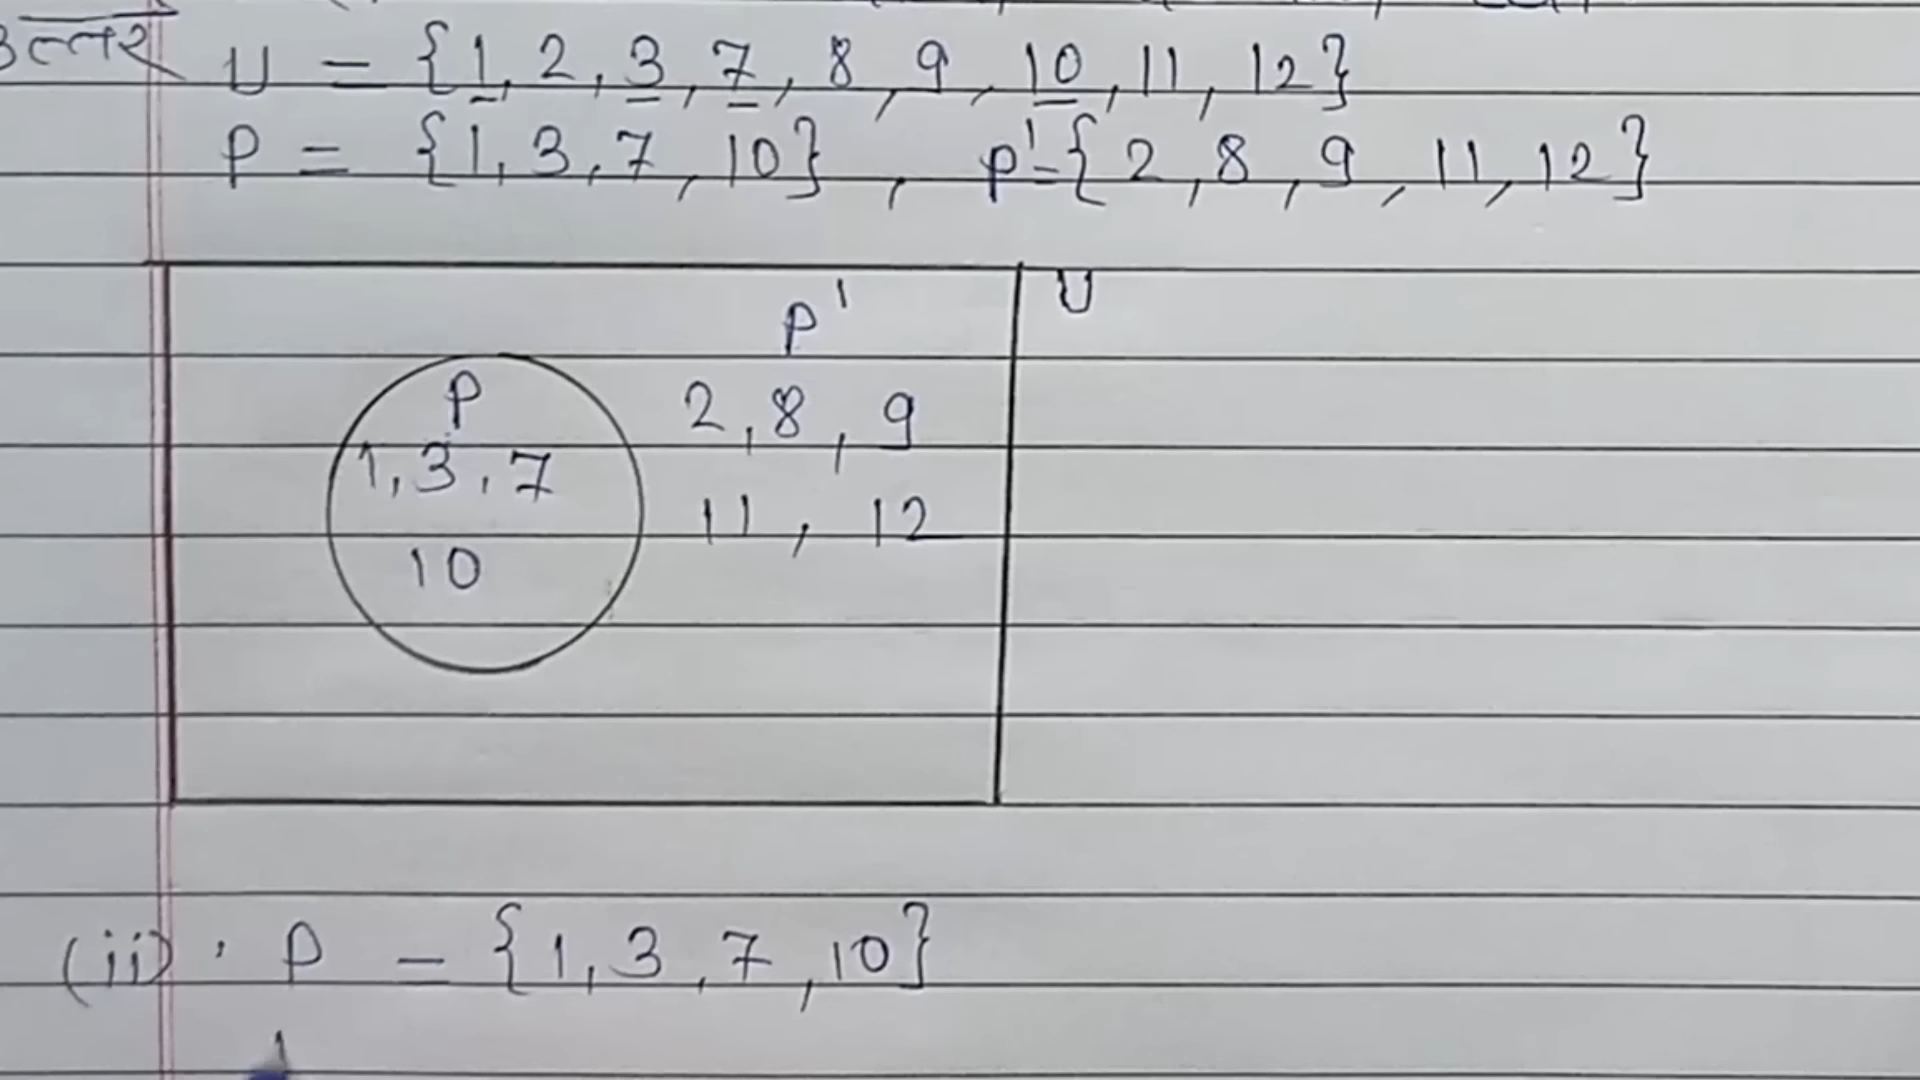 उत्तर U = {1, 2, 3, 7, 8, 9, 10, 11, 12}
P = {1, 3, 7, 10}, P' = {2, 8, 9, 11, 12}
P' U
P 2, 8, 9
1, 3, 7
11, 12
10
(ii). P = {1, 3, 7, 10}